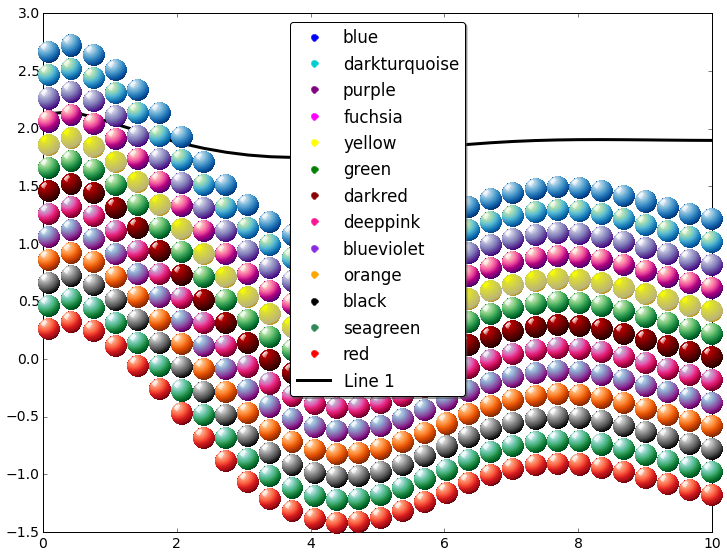 3.0
2.5
2.0
1.5
1.0
0.5
0.0
−0.5
−1.0
−1.5
0 2 4 6 8 10
blue
darkturquoise
purple
fuchsia
yellow
green
darkred
deeppink
blueviolet
orange
black
seagreen
red
Line 1